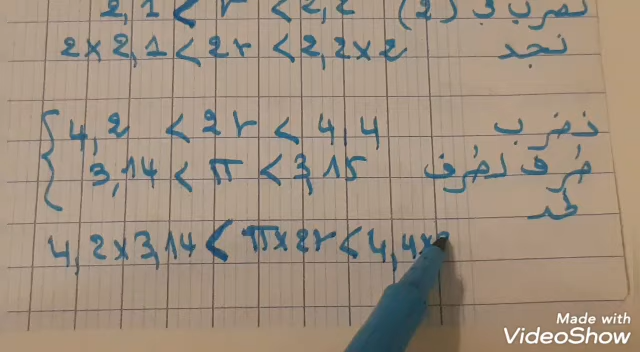 نضرب في (2) 2,1 < r < 2,2
نجد 2 x 2,1 < 2r < 2,2 x 2
نضرب 4,2 < 2r < 4,4
طرف لطرف 3,14 < π < 3,15
نجد
4,2 x 3,14 < π x 2r < 4,4 x
Made with
VideoShow